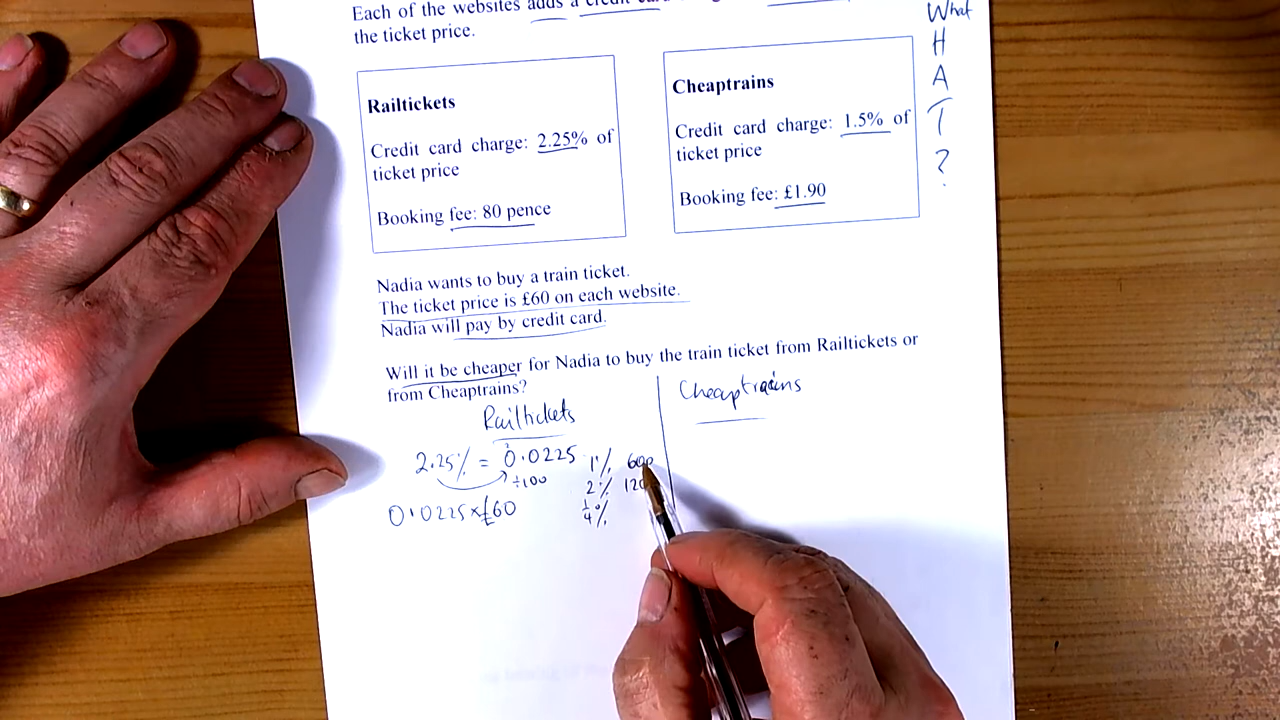 Each of the websites adds a credit card
the ticket price.
Railtickets
Credit card charge: 2.25% of
ticket price
Booking fee: 80 pence
Cheaptrains
Credit card charge: 1.5% of
ticket price
Booking fee: £1.90
What
H
A
T
?
Nadia wants to buy a train ticket.
The ticket price is £60 on each website.
Nadia will pay by credit card.
Will it be cheaper for Nadia to buy the train ticket from Railtickets or
from Cheaptrains?
Railtickets
2.25% = 0.0225
÷100
0.0225×£60
1% 60p
2% 120
1/4%
Cheaptrains